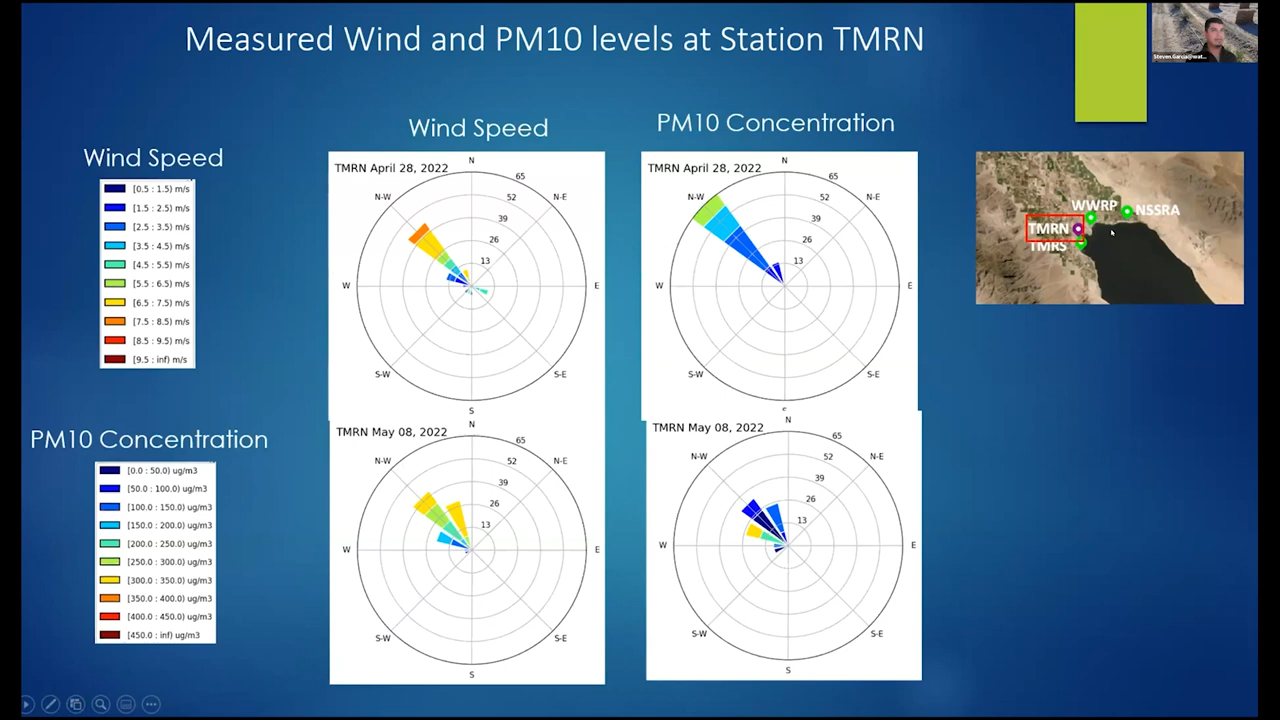 Measured Wind and PM10 levels at Station TMRN
Steven.Garcia@wat...
Wind Speed
PM10 Concentration
Wind Speed
[0.5 : 1.5) m/s
[1.5 : 2.5) m/s
[2.5 : 3.5) m/s
[3.5 : 4.5) m/s
[4.5 : 5.5) m/s
[5.5 : 6.5) m/s
[6.5 : 7.5) m/s
[7.5 : 8.5) m/s
[8.5 : 9.5) m/s
[9.5 : inf) m/s
TMRN April 28, 2022
N
65
N-W
52
N-E
39
26
13
W
E
S-W
S-E
S
TMRN April 28, 2022
N
65
N-W
52
N-E
39
26
13
W
E
S-W
S-E
WWRP
NSSRA
TMRN
TMRS
PM10 Concentration
[0.0 : 50.0) ug/m3
[50.0 : 100.0) ug/m3
[100.0 : 150.0) ug/m3
[150.0 : 200.0) ug/m3
[200.0 : 250.0) ug/m3
[250.0 : 300.0) ug/m3
[300.0 : 350.0) ug/m3
[350.0 : 400.0) ug/m3
[400.0 : 450.0) ug/m3
[450.0 : inf) ug/m3
TMRN May 08, 2022
N
65
N-W
52
N-E
39
26
13
W
E
S-W
S-E
S
TMRN May 08, 2022
N
65
N-W
52
N-E
39
26
13
W
E
S-W
S-E
S